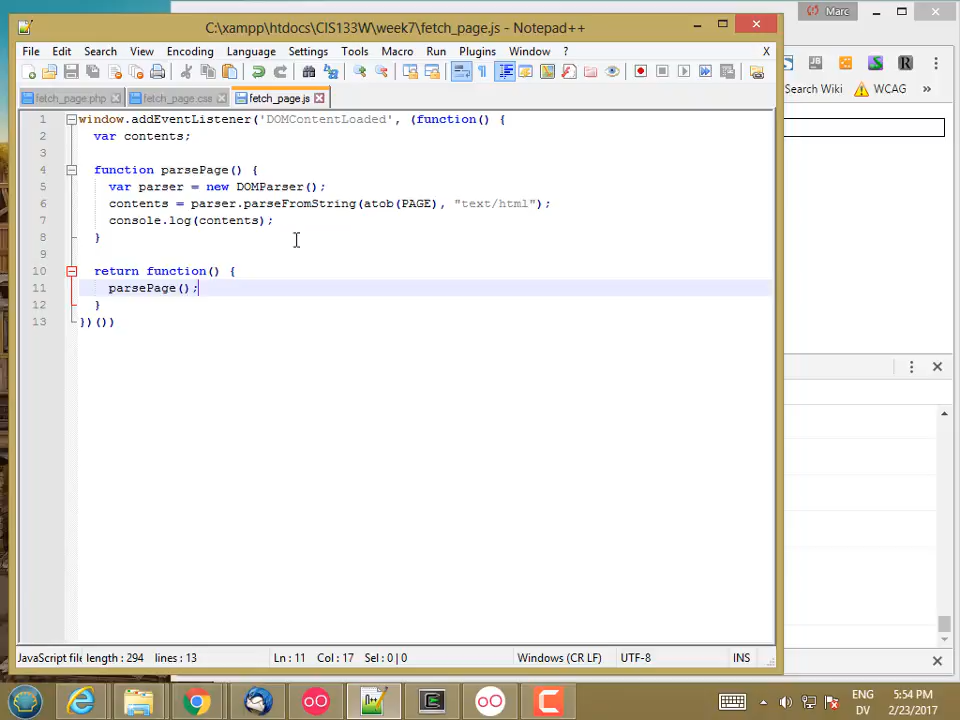 C:\xampp\htdocs\CIS133W\week7\fetch_page.js - Notepad++
Marc
File Edit Search View Encoding Language Settings Tools Macro Run Plugins Window ? X
fetch_page.php fetch_page.css fetch_page.js
Search Wiki WCAG »
1 window.addEventListener('DOMContentLoaded', (function() {
2 var contents;
3
4 function parsePage() {
5 var parser = new DOMParser();
6 contents = parser.parseFromString(atob(PAGE), "text/html");
7 console.log(contents);
8 }
9
10 return function() {
11 parsePage();
12 }
13 })())
JavaScript file length : 294 lines : 13 Ln : 11 Col : 17 Sel : 0 | 0 Windows (CR LF) UTF-8 INS
ENG 5:54 PM
DV 2/23/2017